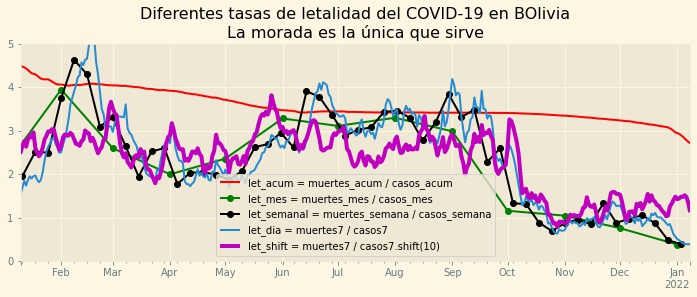 Diferentes tasas de letalidad del COVID-19 en BOlivia
La morada es la única que sirve
5
4
3
2
1
0
let_acum = muertes_acum / casos_acum
let_mes = muertes_mes / casos_mes
let_semanal = muertes_semana / casos_semana
let_dia = muertes7 / casos7
let_shift = muertes7 / casos7.shift(10)
Feb Mar Apr May Jun Jul Aug Sep Oct Nov Dec Jan
2022